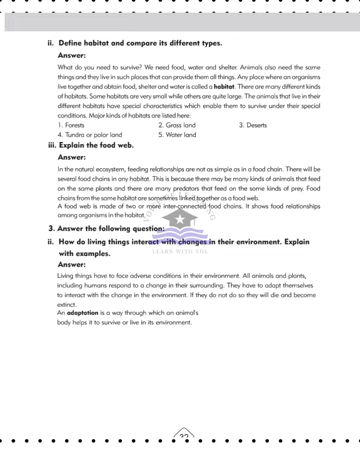 ii. Define habitat and compare its different types.
Answer:
What do you need to survive? We need food, water and shelter. Animals also need the same
things and they live in such places that can provide them all things. Any place where an organisms
live together and obtain food, shelter and water is called a habitat. There are many different kinds
of habitats. Some habitats are very small while others are quite large. The animals that live in their
different habitats have special characteristics which enable them to survive under their special
conditions. Major kinds of habitats are listed here:
1. Forests 2. Grass land 3. Deserts
4. Tundra or polar land 5. Water land
iii. Explain the food web.
Answer:
In the natural ecosystem, feeding relationships are not as simple as in a food chain. There will be
several food chains in any habitat. This is because there may be many kinds of animals that feed
on the same plants and there are many predators that feed on the same kinds of prey. Food
chains from the same habitat are sometimes linked together as a food web.
A food web is made of two or more inter-connected food chains. It shows food relationships
among organisms in the habitat.
3. Answer the following question:
ii. How do living things interact with changes in their environment. Explain
with examples.
LEARN WITH
Answer:
Living things have to face adverse conditions in their environment. All animals and plants,
including humans respond to a change in their surrounding. They have to adapt themselves
to interact with the change in the environment. If they do not do so they will die and become
extinct.
An adaptation is a way through which an animal's
body helps it to survive or live in its environment.